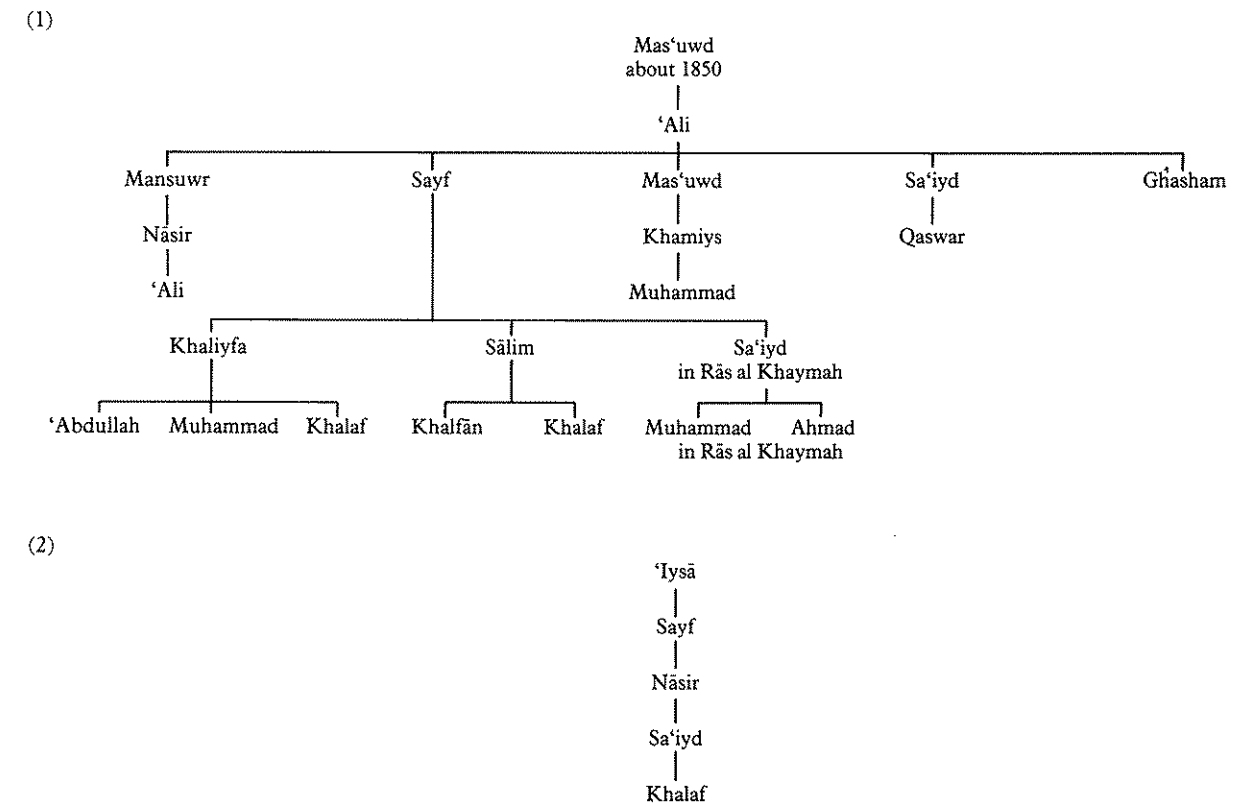 (1)
Mas‘uwd
about 1850
‘Ali
Mansuwr Sayf Mas‘uwd Sa‘iyd Ghasham
Nāsir Khamiys Qaswar
‘Ali Muhammad
Khaliyfa Sālim Sa‘iyd
in Rās al Khaymah
‘Abdullah Muhammad Khalaf Khalfān Khalaf Muhammad Ahmad
in Rās al Khaymah
(2)
‘Iysā
Sayf
Nāsir
Sa‘iyd
Khalaf